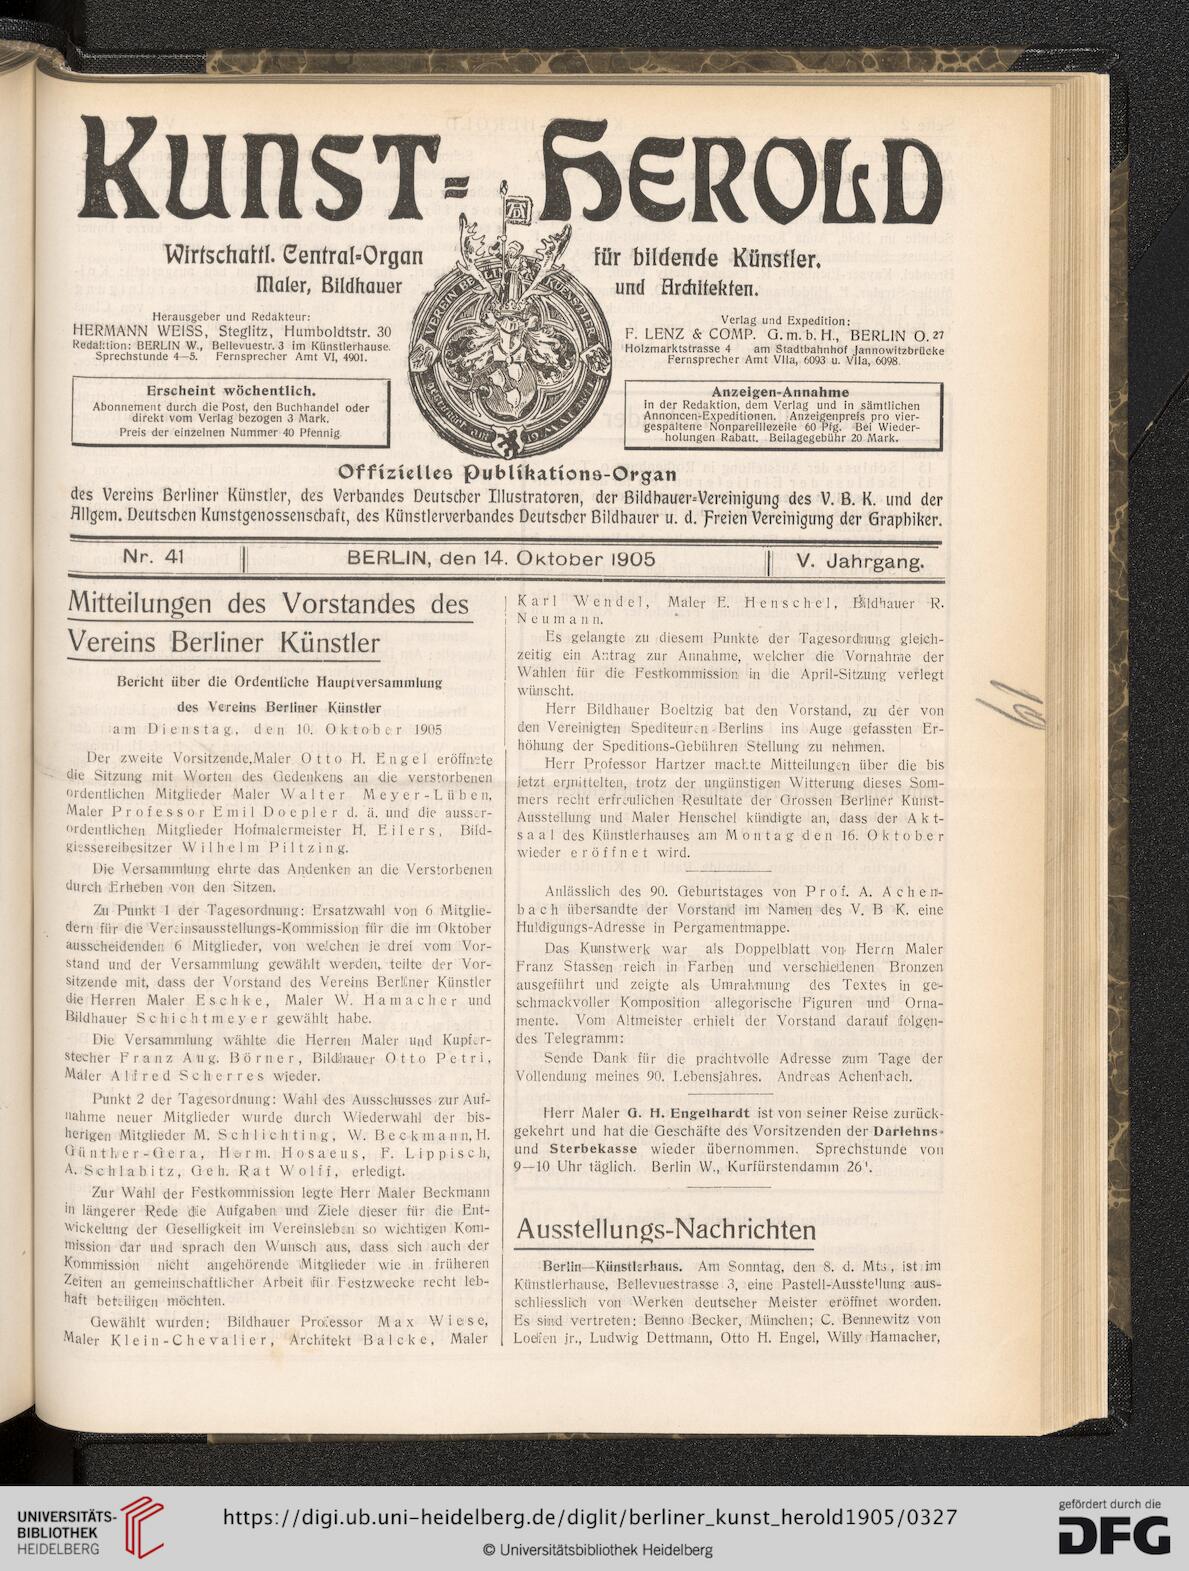 KUNST= HEROLD
Wirtschaftl. Central=Organ für bildende Künstler,
Maler, Bildhauer und Architekten.
Herausgeber und Redakteur:
HERMANN WEISS, Steglitz, Humboldtstr. 30
Redaktion: BERLIN W., Bellevuestr. 3 im Künstlerhause.
Sprechstunde 4—5. Fernsprecher Amt VI, 4901.
Erscheint wöchentlich.
Abonnement durch die Post, den Buchhandel oder
direkt vom Verlag bezogen 3 Mark.
Preis der einzelnen Nummer 40 Pfennig
VEREIN BERLINER KUENSTLER
Verlag und Expedition:
F. LENZ & COMP. G. m. b. H., BERLIN O. 27
Holzmarktstrasse 4 am Stadtbahnhof Jannowitzbrücke
Fernsprecher Amt VIIa, 6093 u. VIIa, 6098.
Anzeigen-Annahme
in der Redaktion, dem Verlag und in sämtlichen
Annoncen-Expeditionen. Anzeigenpreis pro vier-
gespaltene Nonpareillezeile 60 Pfg. Bei Wieder-
holungen Rabatt. Beilagegebühr 20 Mark.
Offizielles Publikations-Organ
des Vereins Berliner Künstler, des Verbandes Deutscher Illustratoren, der Bildhauer=Vereinigung des V. B. K. und der
Allgem. Deutschen Kunstgenossenschaft, des Künstlerverbandes Deutscher Bildhauer u. d. Freien Vereinigung der Graphiker.
Nr. 41 BERLIN, den 14. Oktober 1905 V. Jahrgang.
Mitteilungen des Vorstandes des
Vereins Berliner Künstler
Bericht über die Ordentliche Hauptversammlung
des Vereins Berliner Künstler
am Dienstag, den 10. Oktober 1905
Der zweite Vorsitzende, Maler Otto H. Engel eröffnete
die Sitzung mit Worten des Gedenkens an die verstorbenen
ordentlichen Mitglieder Maler Walter Meyer-Lüben,
Maler Professor Emil Doepler d. ä. und die ausser-
ordentlichen Mitglieder Hofmalermeister H. Eilers, Bild-
giessereibesitzer Wilhelm Piltzing.
Die Versammlung ehrte das Andenken an die Verstorbenen
durch Erheben von den Sitzen.
Zu Punkt 1 der Tagesordnung: Ersatzwahl von 6 Mitglie-
dern für die Vereinsausstellungs-Kommission für die im Oktober
ausscheidenden 6 Mitglieder, von welchen je drei vom Vor-
stand und der Versammlung gewählt werden, teilte der Vor-
sitzende mit, dass der Vorstand des Vereins Berliner Künstler
die Herren Maler Eschke, Maler W. Hamacher und
Bildhauer Schichtmeyer gewählt habe.
Die Versammlung wählte die Herren Maler und Kupfer-
stecher Franz Aug. Börner, Bildhauer Otto Petri,
Maler Alfred Scherres wieder.
Punkt 2 der Tagesordnung: Wahl des Ausschusses zur Auf-
nahme neuer Mitglieder wurde durch Wiederwahl der bis-
herigen Mitglieder M. Schlichting, W. Beckmann, H.
Günther-Gera, Herm. Hosaeus, F. Lippisch,
A. Schlabitz, Geh. Rat Wolff, erledigt.
Zur Wahl der Festkommission legte Herr Maler Beckmann
in längerer Rede die Aufgaben und Ziele dieser für die Ent-
wickelung der Geselligkeit im Vereinsleben so wichtigen Kom-
mission dar und sprach den Wunsch aus, dass sich auch der
Kommission nicht angehörende Mitglieder wie in früheren
Zeiten an gemeinschaftlicher Arbeit für Festzwecke recht leb-
haft beteiligen möchten.
Gewählt wurden: Bildhauer Professor Max Wiese,
Maler Klein-Chevalier, Architekt Balcke, Maler
Karl Wendel, Maler E. Henschel, Bildhauer R.
Neumann.
Es gelangte zu diesem Punkte der Tagesordnung gleich-
zeitig ein Antrag zur Annahme, welcher die Vornahme der
Wahlen für die Festkommission in die April-Sitzung verlegt
wünscht.
Herr Bildhauer Boeltzig bat den Vorstand, zu der von
den Vereinigten Spediteuren Berlins ins Auge gefassten Er-
höhung der Speditions-Gebühren Stellung zu nehmen.
Herr Professor Hartzer machte Mitteilungen über die bis
jetzt ermittelten, trotz der ungünstigen Witterung dieses Som-
mers recht erfreulichen Resultate der Grossen Berliner Kunst-
Ausstellung und Maler Henschel kündigte an, dass der Akt-
saal des Künstlerhauses am Montag den 16. Oktober
wieder eröffnet wird.
Anlässlich des 90. Geburtstages von Prof. A. Achen-
bach übersandte der Vorstand im Namen des V. B K. eine
Huldigungs-Adresse in Pergamentmappe.
Das Kunstwerk war als Doppelblatt von Herrn Maler
Franz Stassen reich in Farben und verschiedenen Bronzen
ausgeführt und zeigte als Umrahmung des Textes in ge-
schmackvoller Komposition allegorische Figuren und Orna-
mente. Vom Altmeister erhielt der Vorstand darauf folgen-
des Telegramm:
Sende Dank für die prachtvolle Adresse zum Tage der
Vollendung meines 90. Lebensjahres. Andreas Achenbach.
Herr Maler G. H. Engelhardt ist von seiner Reise zurück-
gekehrt und hat die Geschäfte des Vorsitzenden der Darlehns-
und Sterbekasse wieder übernommen. Sprechstunde von
9—10 Uhr täglich. Berlin W., Kurfürstendamm 26¹.
Ausstellungs-Nachrichten
Berlin—Künstlerhaus. Am Sonntag, den 8. d. Mts., ist im
Künstlerhause, Bellevuestrasse 3, eine Pastell-Ausstellung aus-
schliesslich von Werken deutscher Meister eröffnet worden.
Es sind vertreten: Benno Becker, München; C. Bennewitz von
Loefen jr., Ludwig Dettmann, Otto H. Engel, Willy Hamacher,
UNIVERSITÄTS-
BIBLIOTHEK
HEIDELBERG
https://digi.ub.uni-heidelberg.de/diglit/berliner_kunst_herold1905/0327
© Universitätsbibliothek Heidelberg
gefördert durch die
DFG